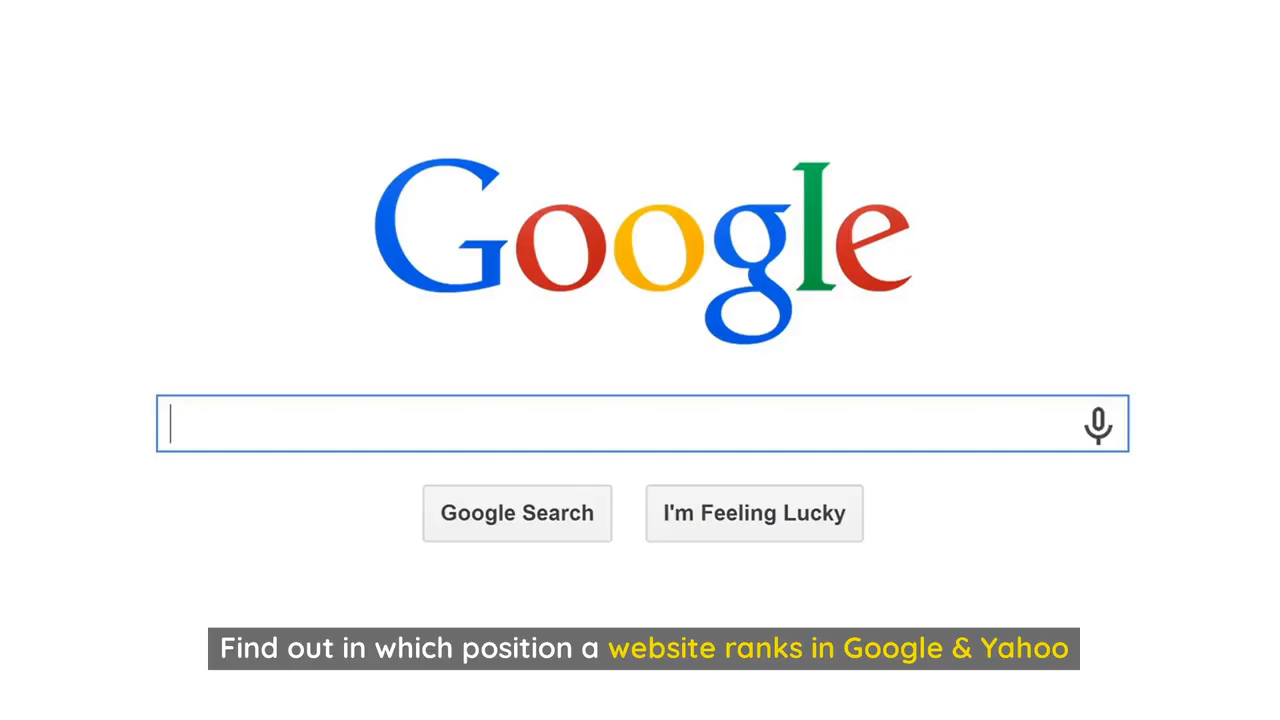 Google
Google Search
I'm Feeling Lucky
Find out in which position a website ranks in Google & Yahoo